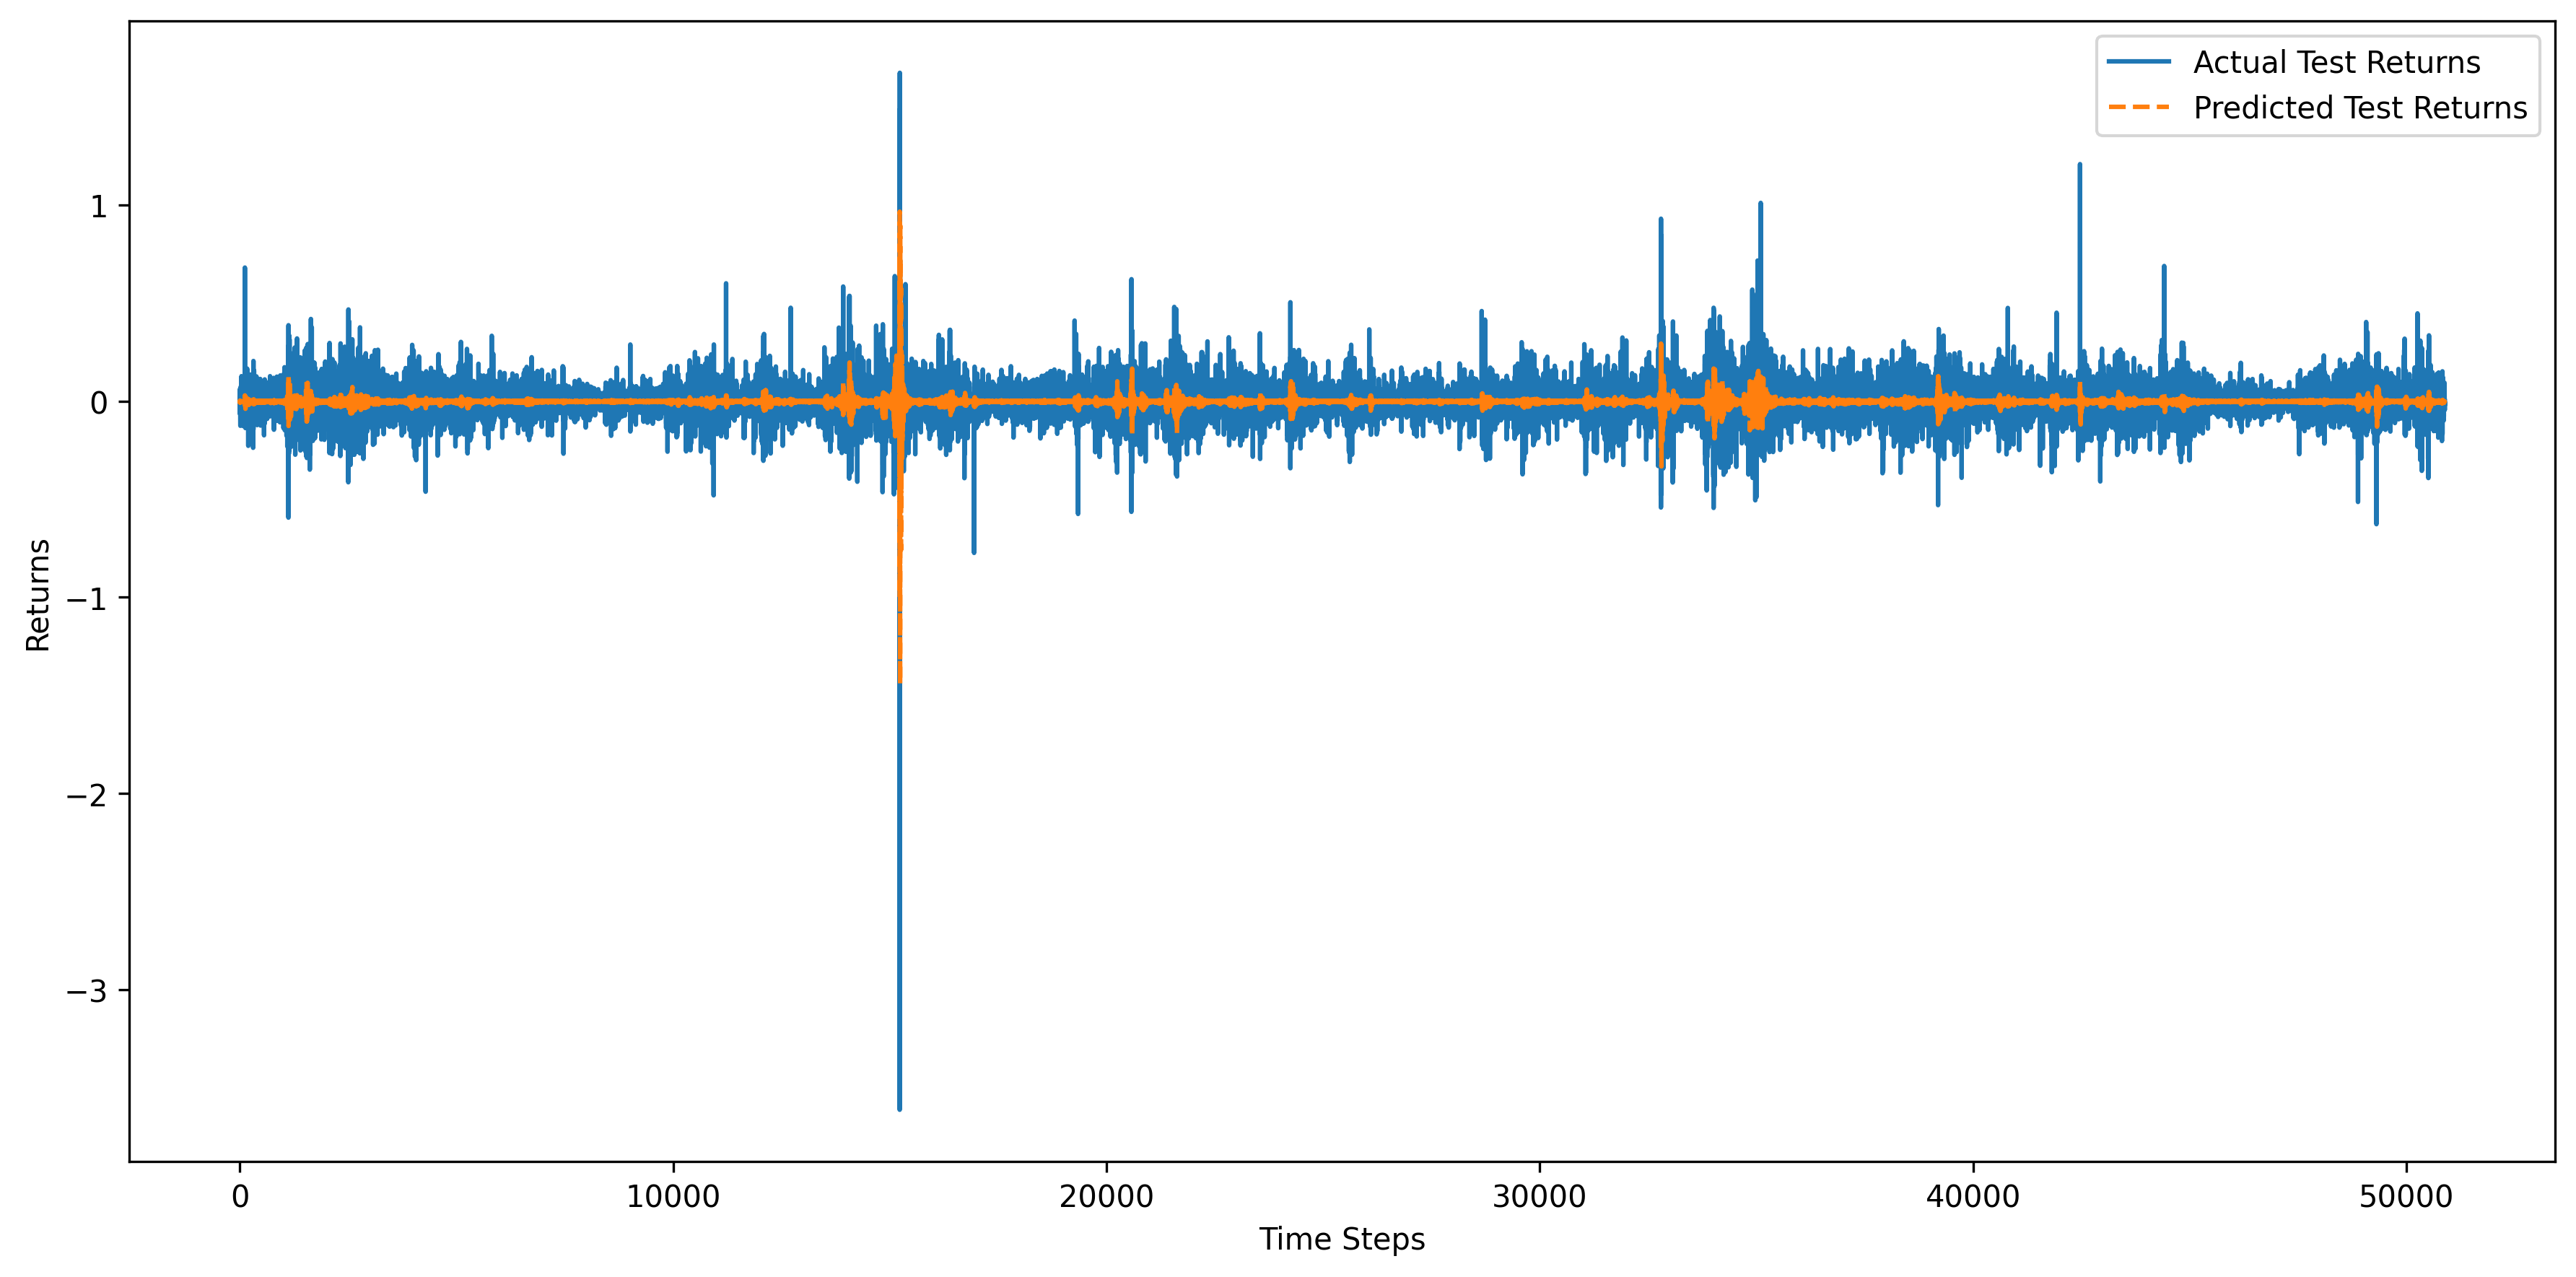 Actual Test Returns
Predicted Test Returns
1
0
−1
−2
−3
Returns
0 10000 20000 30000 40000 50000
Time Steps